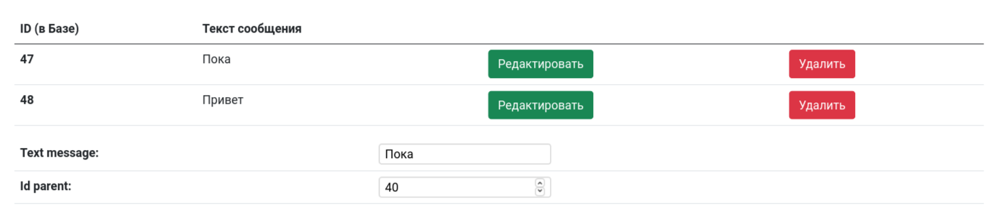 ID (в Базе) Текст сообщения
47 Пока Редактировать Удалить
48 Привет Редактировать Удалить
Text message: Пока
Id parent: 40